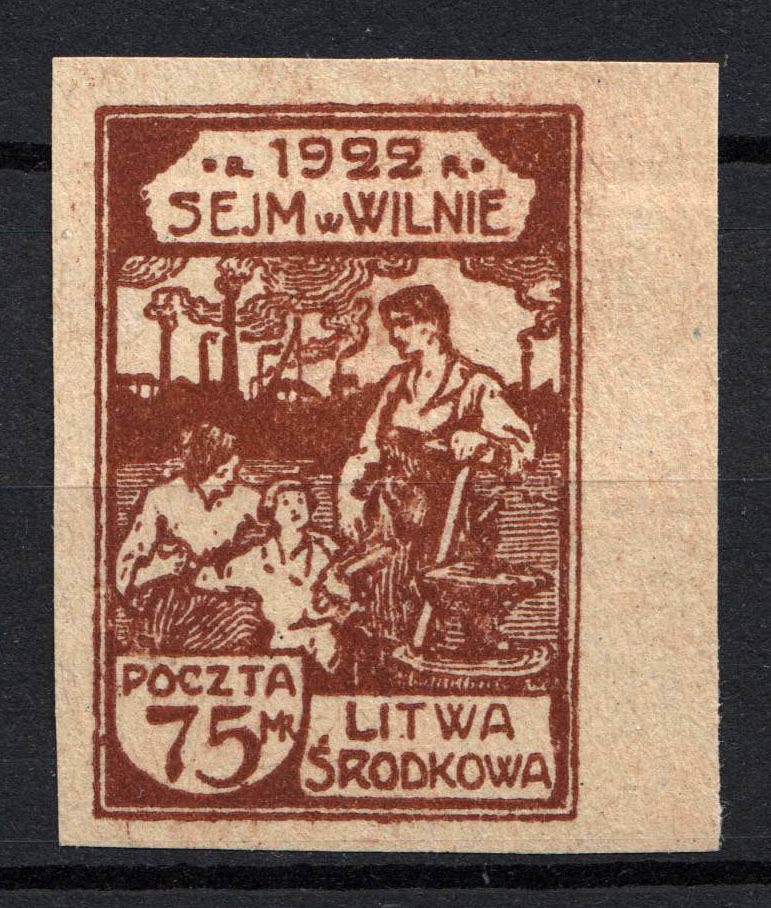 R. 1922 R.
SEJM w WILNIE
POCZTA
75 MK
LITWA
ŚRODKOWA